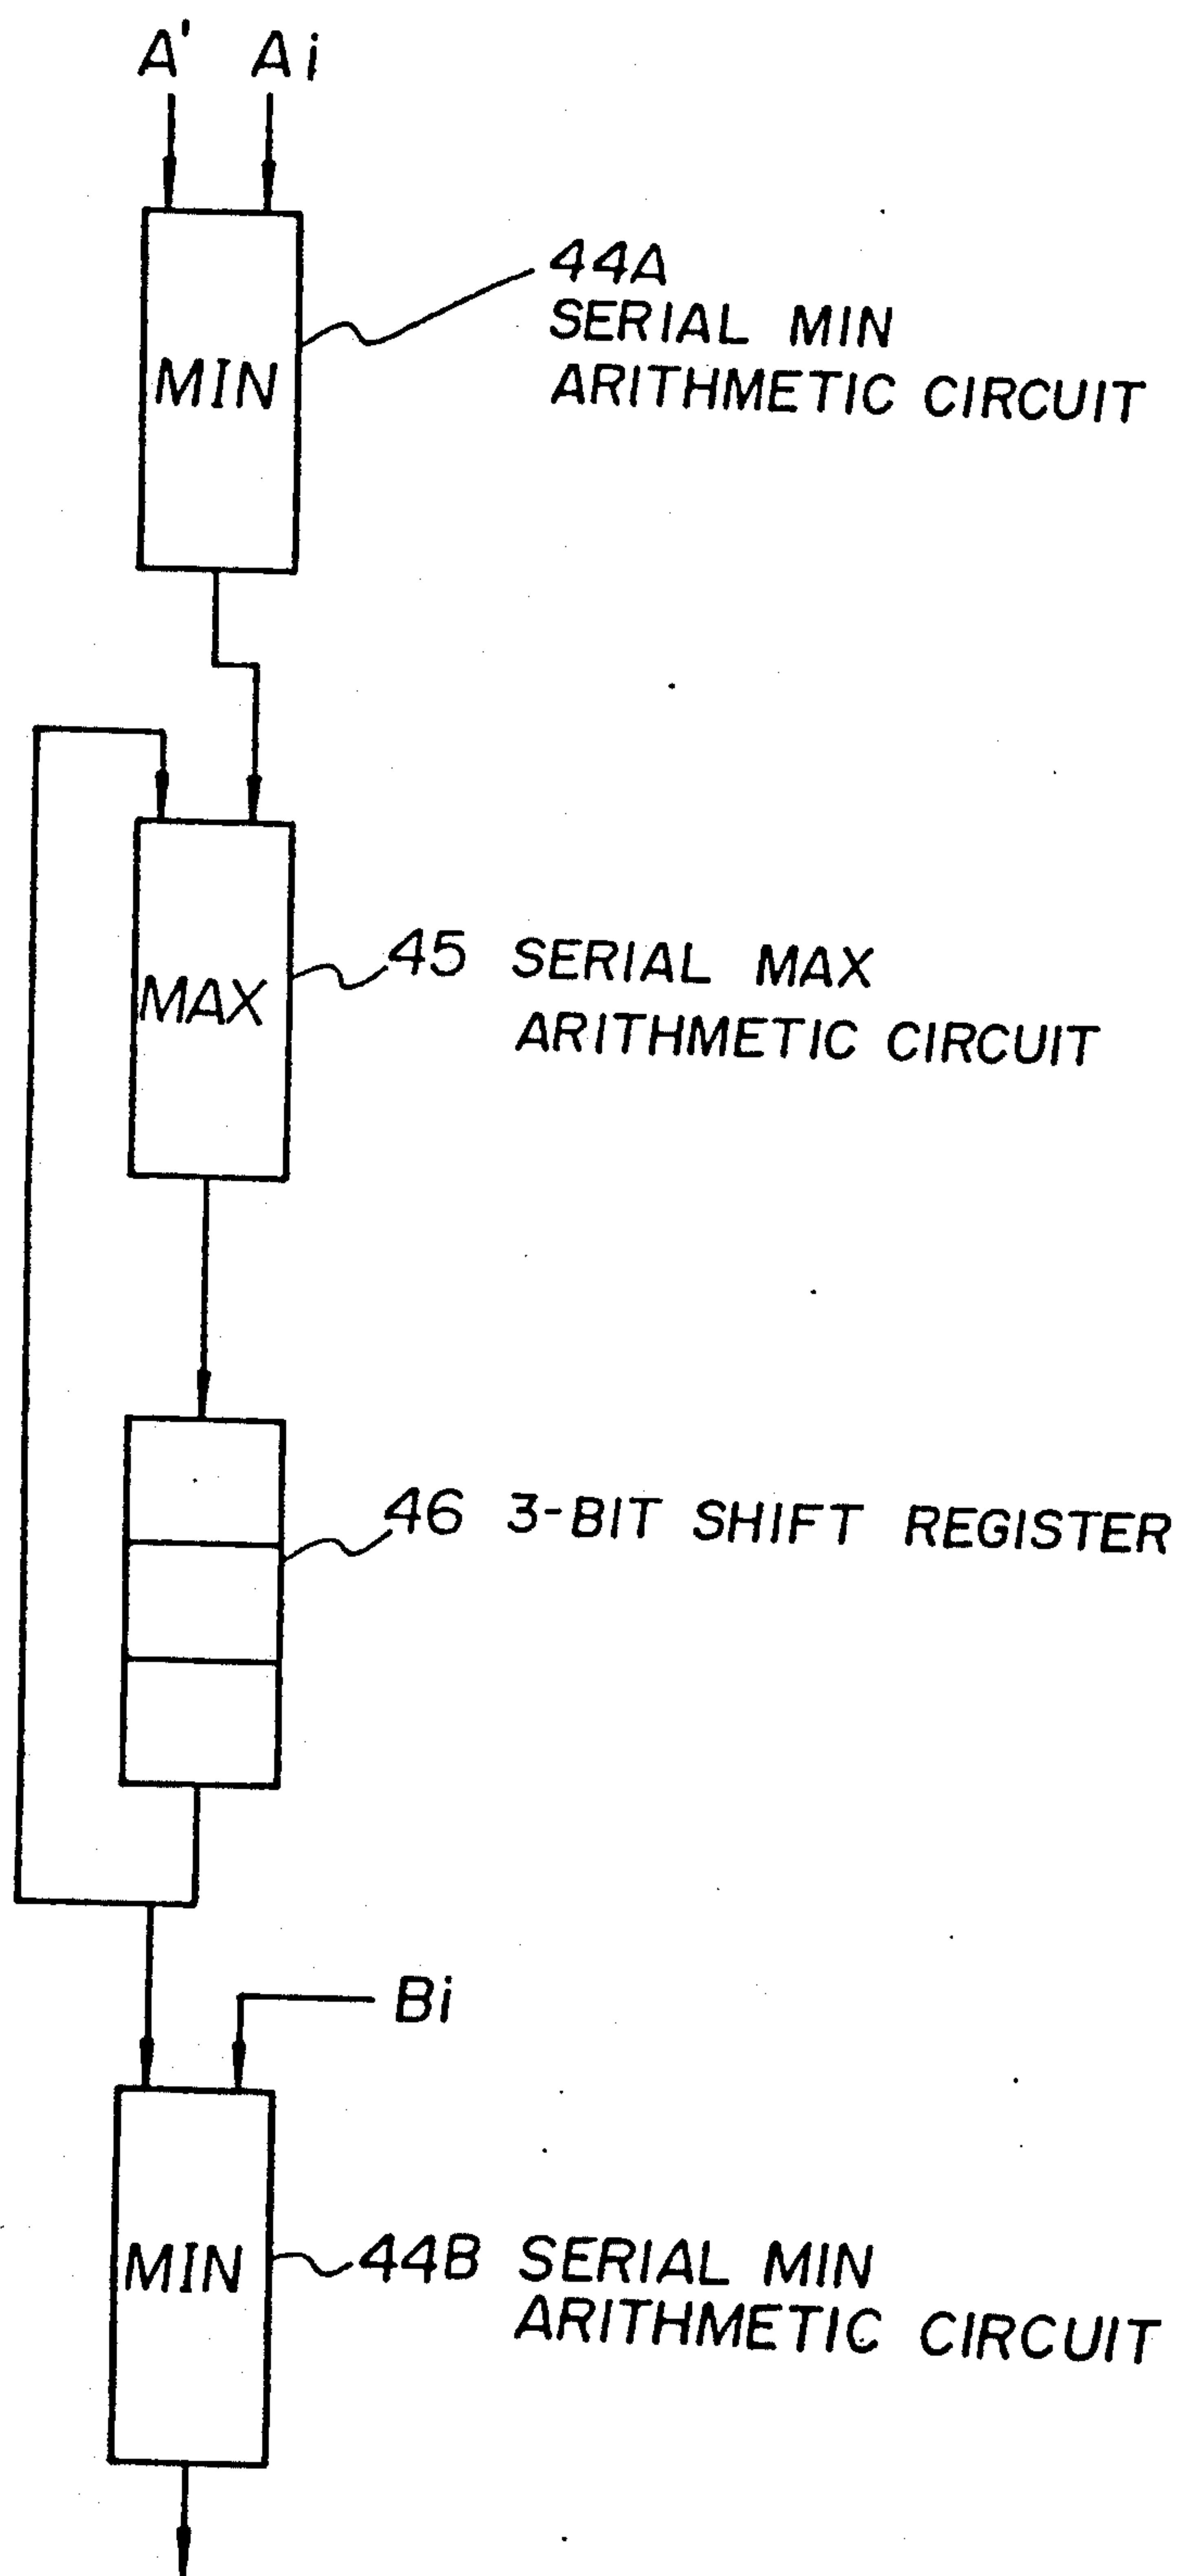 A' Ai
44A
SERIAL MIN
MIN
ARITHMETIC CIRCUIT
45 SERIAL MAX
MAX
ARITHMETIC CIRCUIT
46 3-BIT SHIFT REGISTER
Bi
MIN
44B SERIAL MIN
ARITHMETIC CIRCUIT